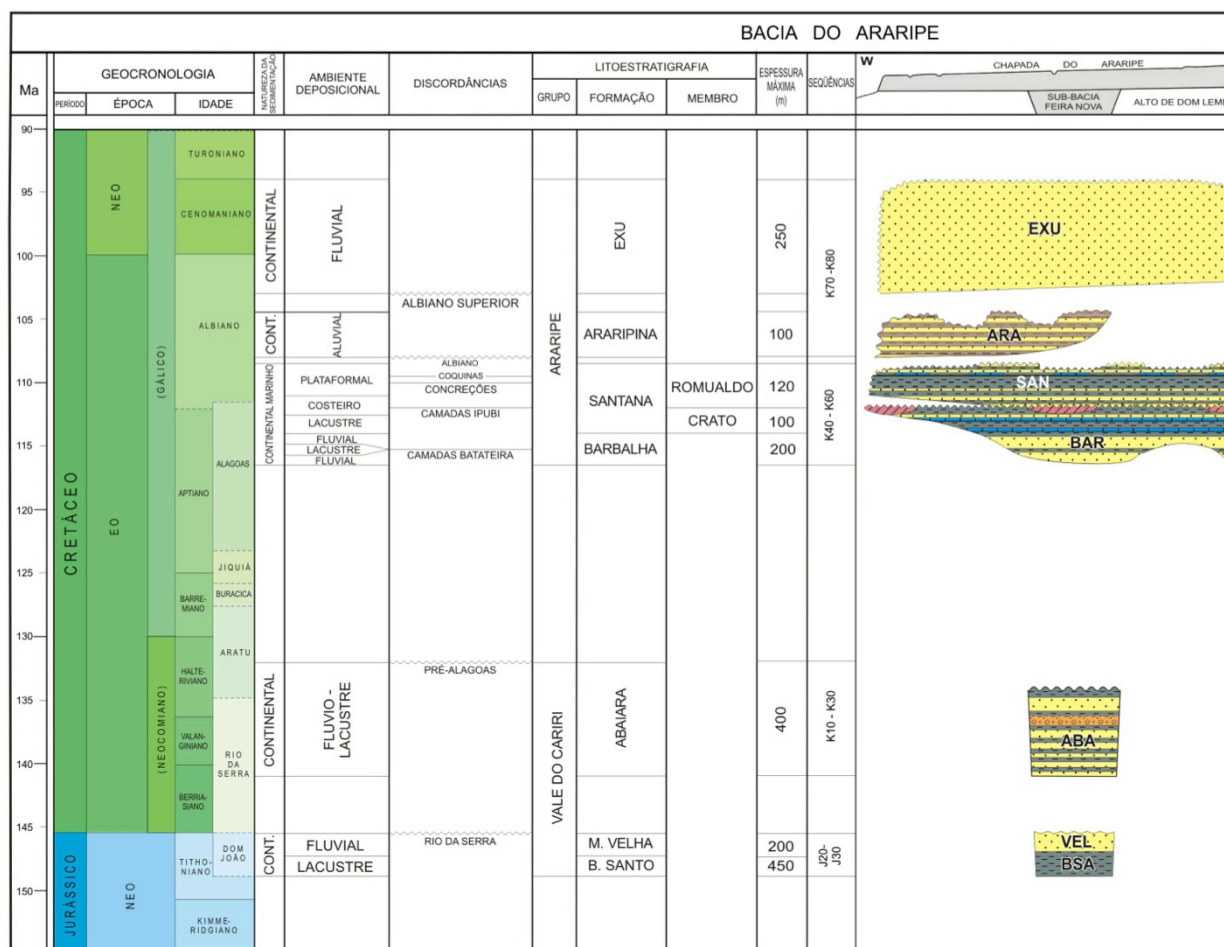 BACIA DO ARARIPE
Ma
GEOCRONOLOGIA
PERÍODO
ÉPOCA
IDADE
NATUREZA DA
SEDIMENTAÇÃO
AMBIENTE
DEPOSICIONAL
DISCORDÂNCIAS
LITOESTRATIGRAFIA
GRUPO
FORMAÇÃO
MEMBRO
ESPESSURA
MÁXIMA
(m)
SEQÜÊNCIAS
W
CHAPADA DO ARARIPE
SUB-BACIA
FEIRA NOVA
ALTO DE DOM LEM
90
95
100
105
110
115
120
125
130
135
140
145
150
CRETÁCEO
JURÁSSICO
NEO
EO
NEO
(GÁLICO)
(NEOCOMIANO)
TURONIANO
CENOMANIANO
ALBIANO
APTIANO
BARRE-
MIANO
HALTE-
RIVIANO
VALAN-
GINIANO
BERRIA-
SIANO
TITHO-
NIANO
KIMME-
RIDGIANO
ALAGOAS
JIQUIÁ
BURACICA
ARATU
RIO
DA
SERRA
DOM
JOÃO
CONTINENTAL
CONT.
CONTINENTAL MARINHO
CONTINENTAL
CONT.
FLUVIAL
ALUVIAL
PLATAFORMAL
COSTEIRO
LACUSTRE
FLUVIAL
LACUSTRE
FLUVIAL
FLUVIO -
LACUSTRE
FLUVIAL
LACUSTRE
ALBIANO SUPERIOR
ALBIANO
COQUINAS
CONCREÇÕES
CAMADAS IPUBI
CAMADAS BATATEIRA
PRÉ-ALAGOAS
RIO DA SERRA
ARARIPE
VALE DO CARIRI
EXU
ARARIPINA
SANTANA
BARBALHA
ABAIARA
M. VELHA
B. SANTO
ROMUALDO
CRATO
250
100
120
100
200
400
200
450
K70 -K80
K40 - K60
K10 - K30
J20-
J30
EXU
ARA
SAN
BAR
ABA
VEL
BSA